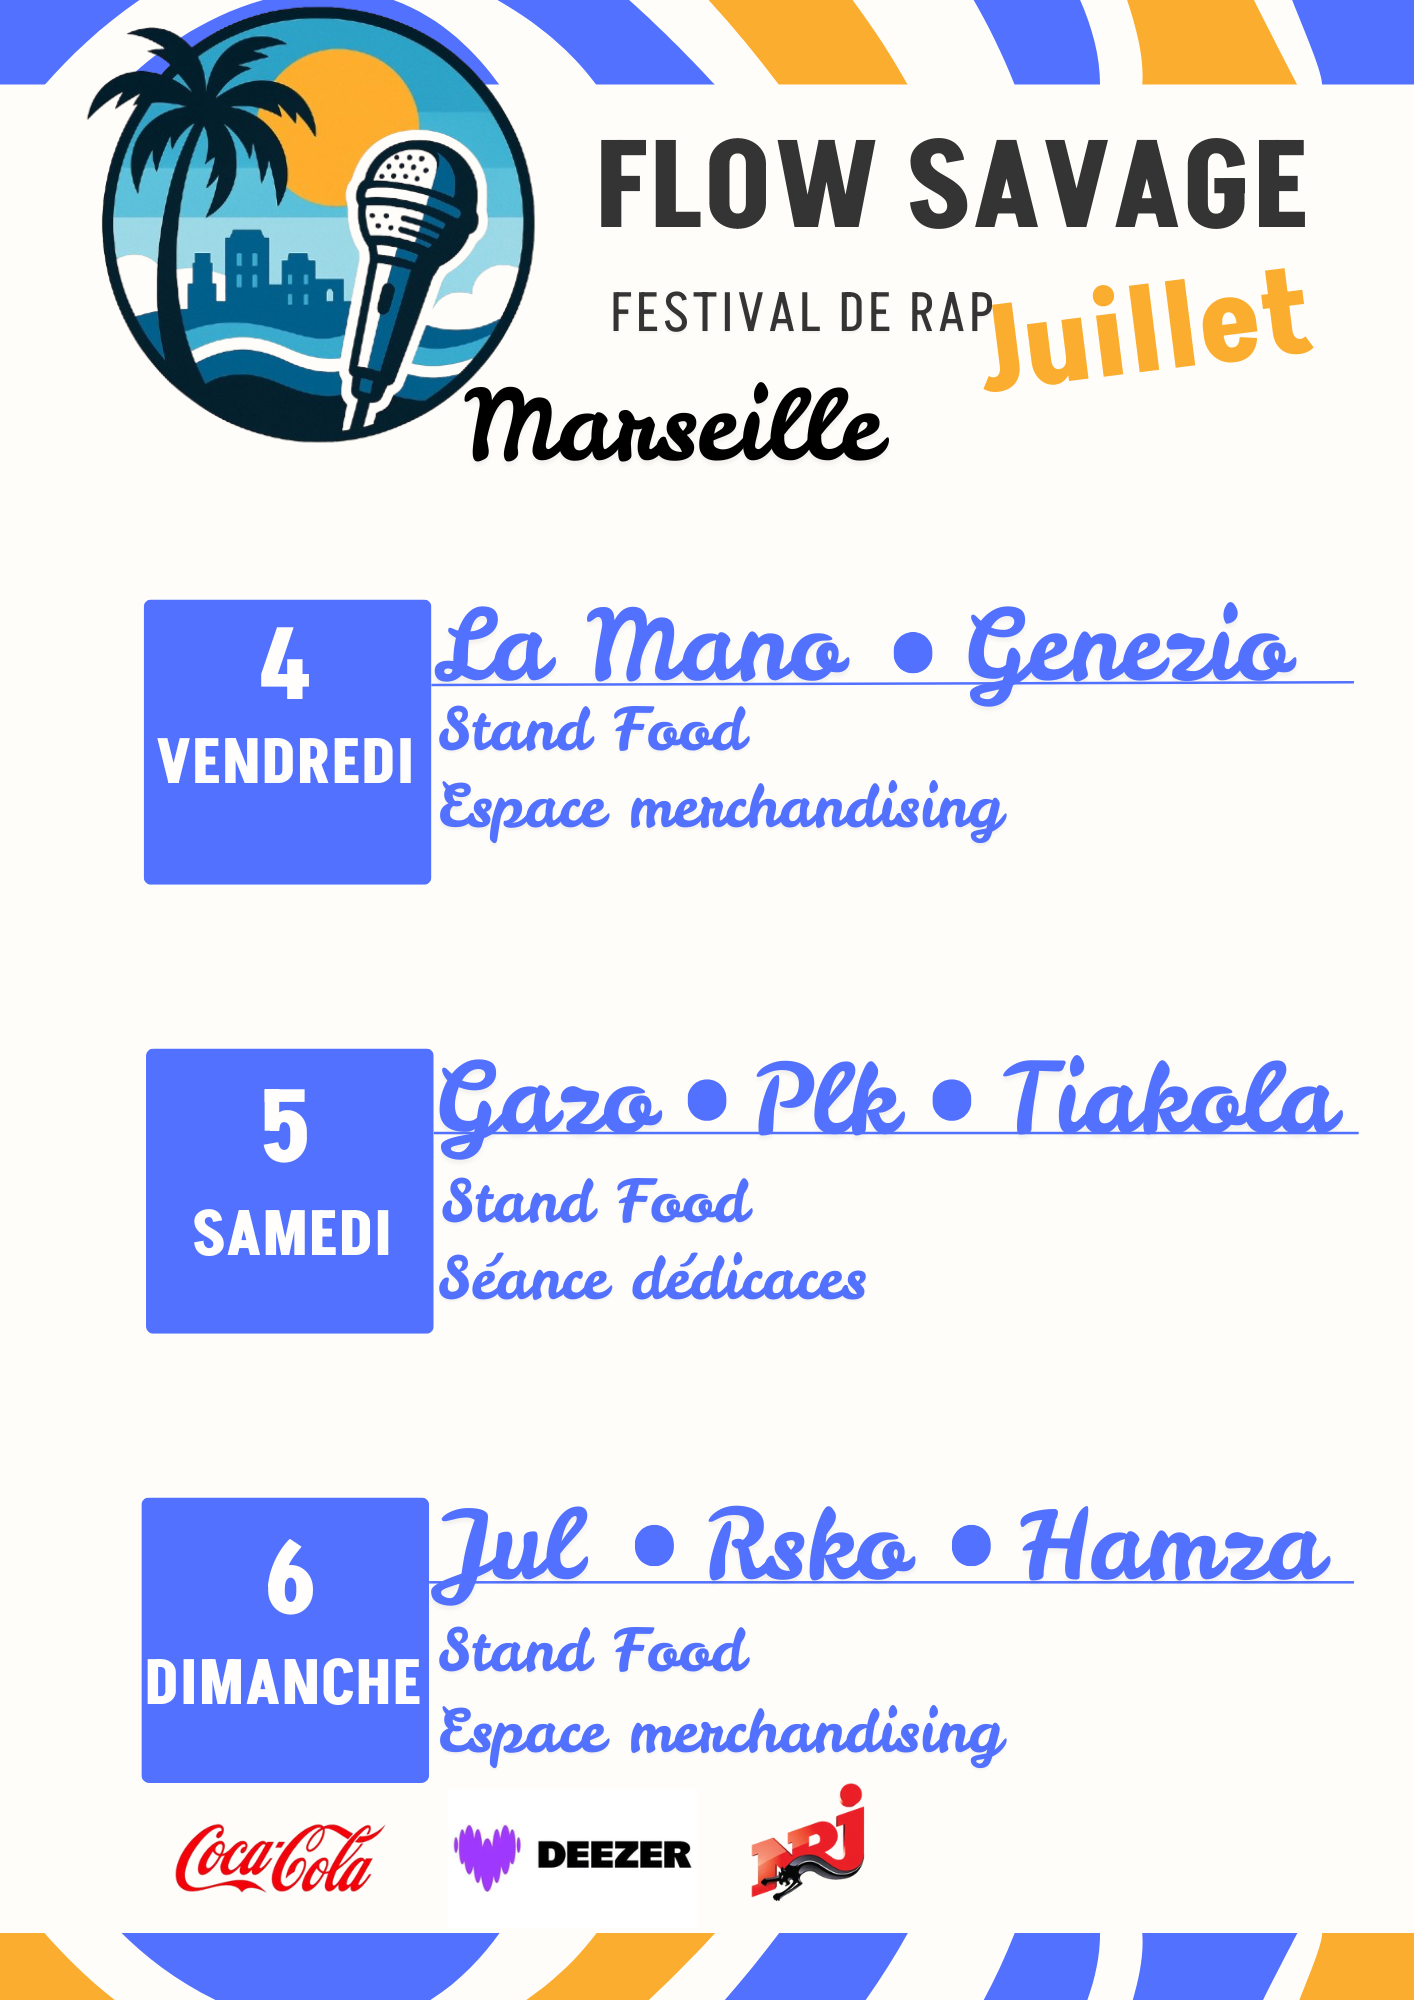 FLOW SAVAGE
FESTIVAL DE RAP
Juillet
Marseille
4
VENDREDI
La Mano • Genezio
Stand Food
Espace merchandising
5
SAMEDI
Gazo • Plk • Tiakola
Stand Food
Séance dédicaces
6
DIMANCHE
Jul • Rsko • Hamza
Stand Food
Espace merchandising
Coca-Cola
DEEZER
NRJ